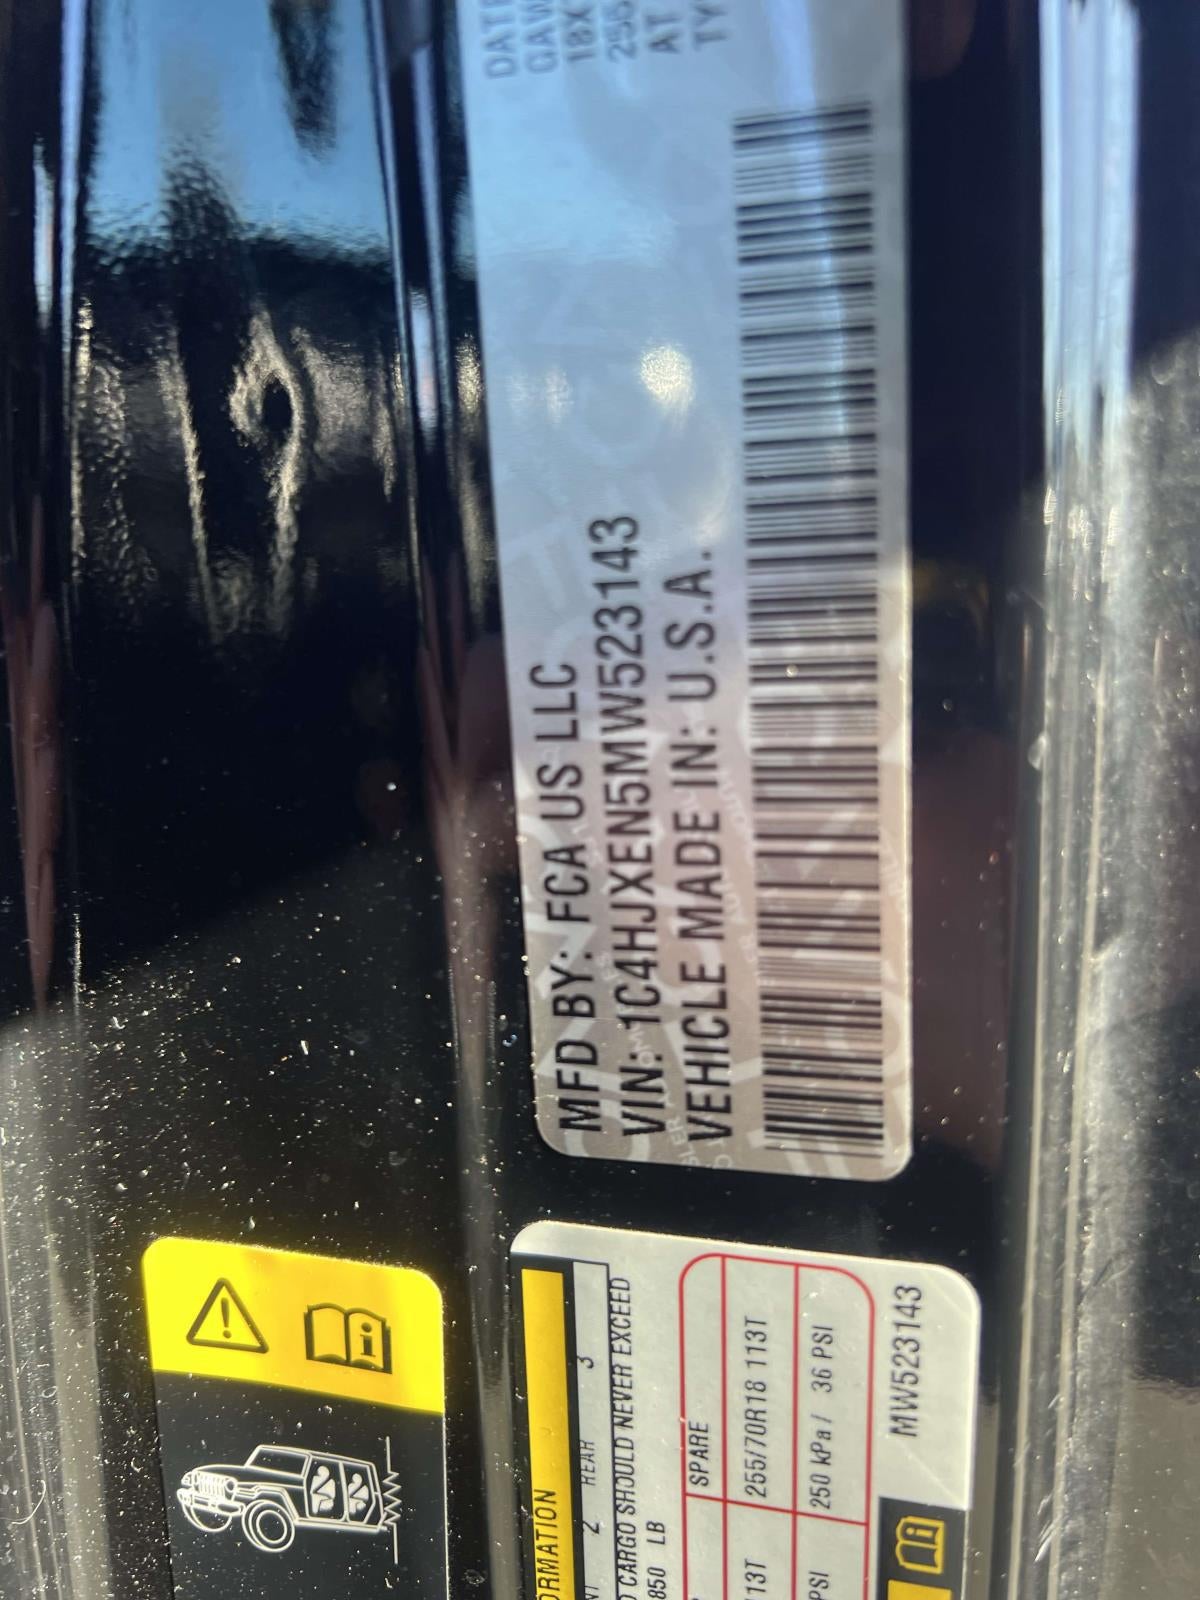 MFD BY: FCA US LLC
VIN: 1C4HJXEN5MW523143
VEHICLE MADE IN: U.S.A.
DATE
GAW
18X
255
AT
TY
ORMATION
2 REAR 3
CARGO SHOULD NEVER EXCEED
850 LB
SPARE
113T 255/70R18 113T
PSI 250 kPa / 36 PSI
MW523143